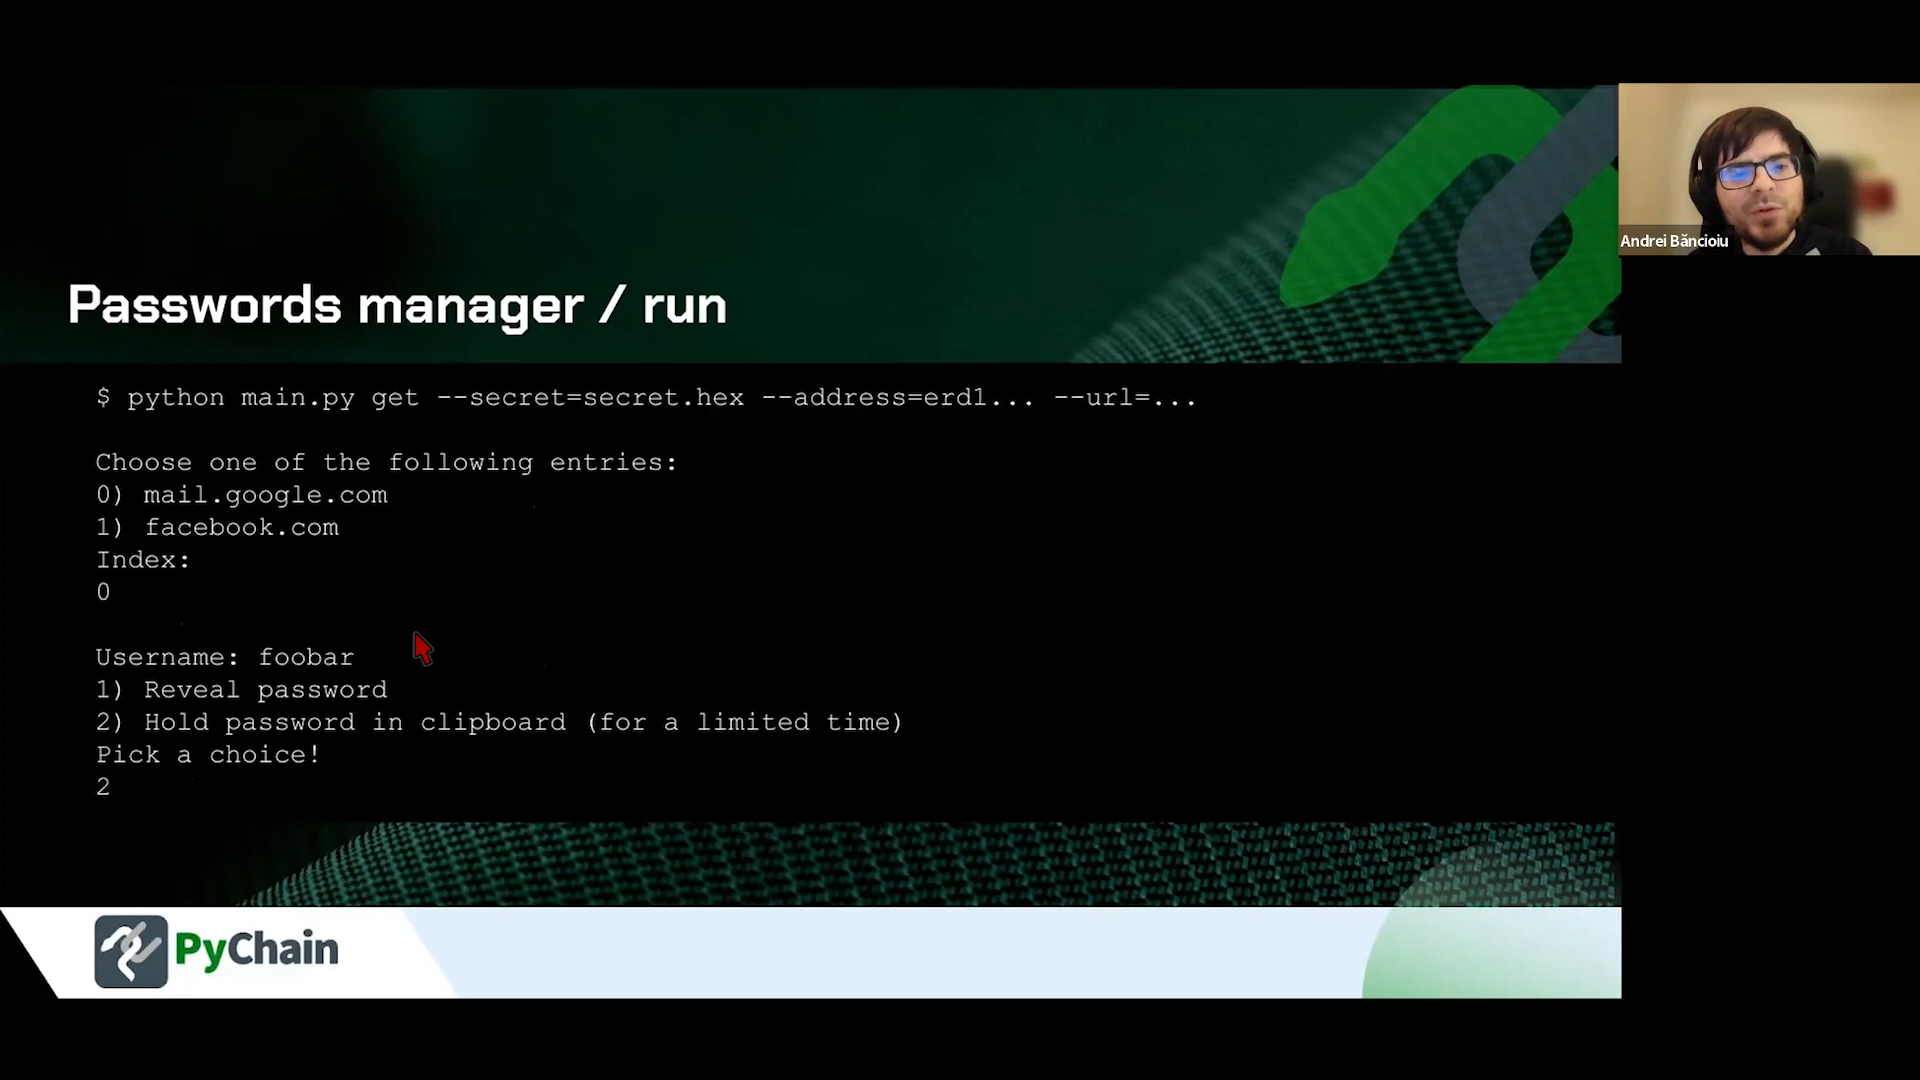 Andrei Băncioiu
Passwords manager / run
$ python main.py get --secret=secret.hex --address=erd1... --url=...
Choose one of the following entries:
0) mail.google.com
1) facebook.com
Index:
0
Username: foobar
1) Reveal password
2) Hold password in clipboard (for a limited time)
Pick a choice!
2
PyChain